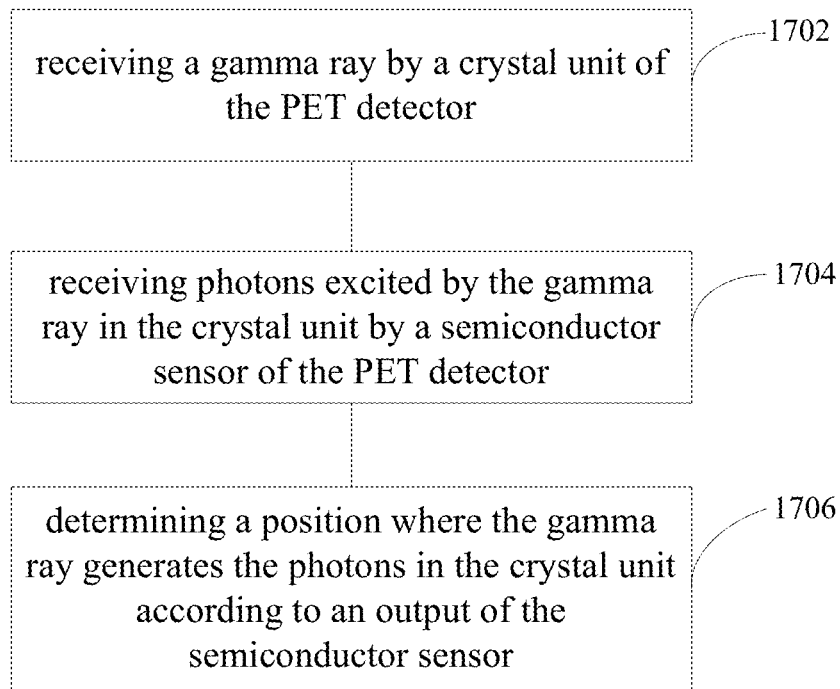 1702
receiving a gamma ray by a crystal unit of
the PET detector
1704
receiving photons excited by the gamma
ray in the crystal unit by a semiconductor
sensor of the PET detector
1706
determining a position where the gamma
ray generates the photons in the crystal unit
according to an output of the
semiconductor sensor